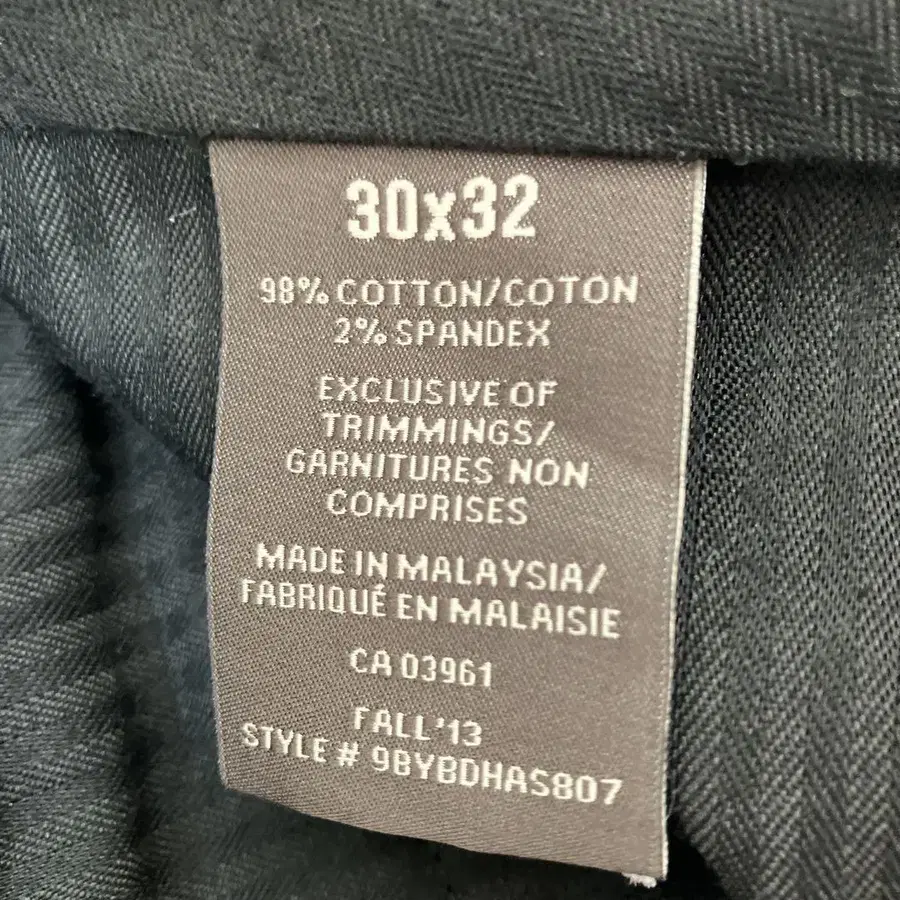 30x32
98% COTTON/COTON
2% SPANDEX
EXCLUSIVE OF
TRIMMINGS/
GARNITURES NON
COMPRISES
MADE IN MALAYSIA/
FABRIQUÉ EN MALAISIE
CA 03961
FALL'13
STYLE # 9BYBDHAS807